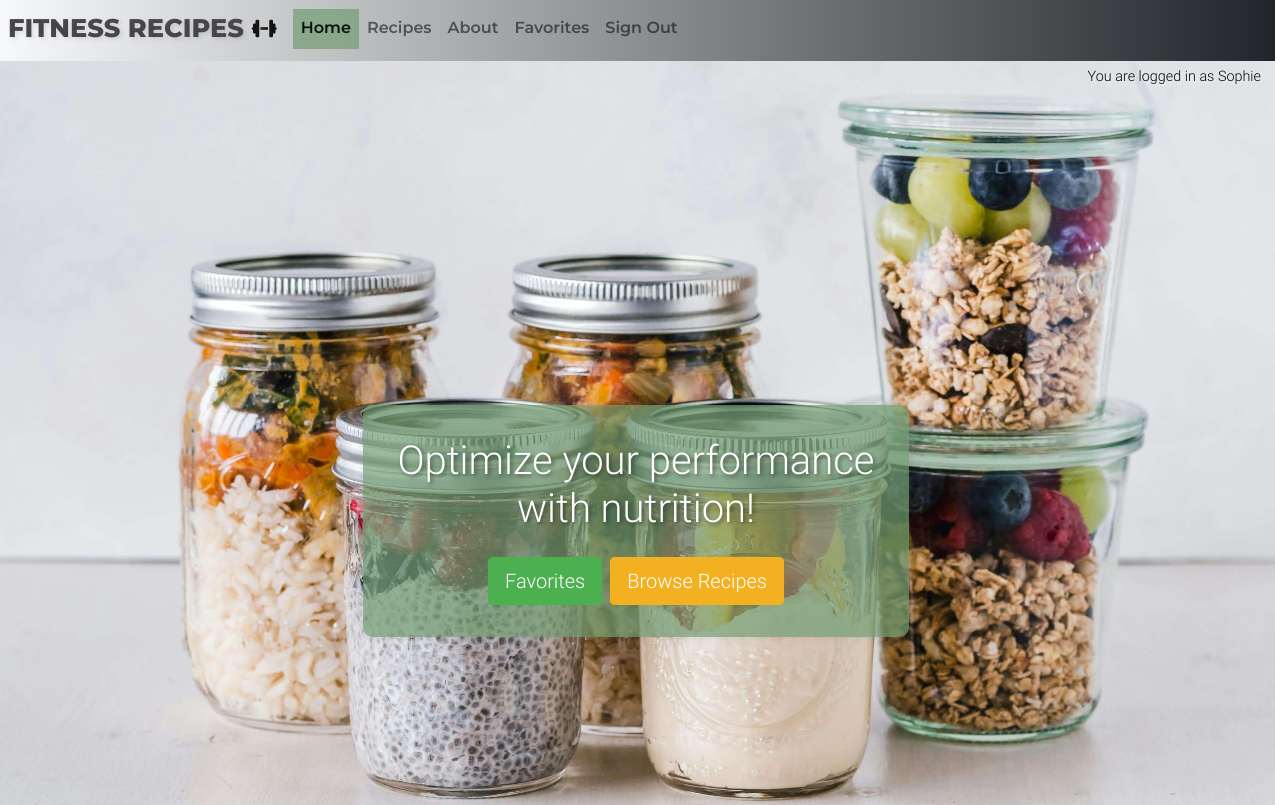 FITNESS RECIPES
Home Recipes About Favorites Sign Out
You are logged in as Sophie
Optimize your performance
with nutrition!
Favorites Browse Recipes